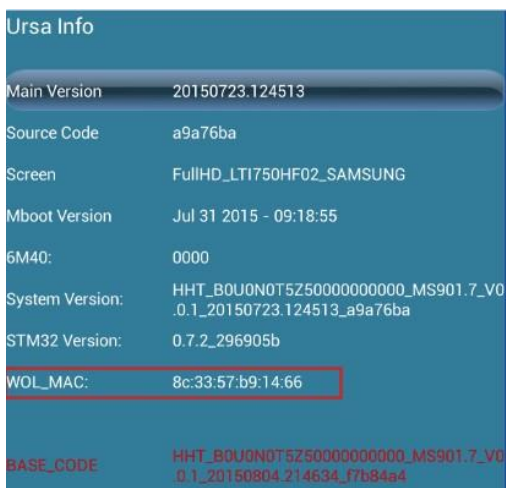 Ursa Info
Main Version 20150723.124513
Source Code a9a76ba
Screen FullHD_LTI750HF02_SAMSUNG
Mboot Version Jul 31 2015 - 09:18:55
6M40: 0000
System Version: HHT_B0U0N0T5Z50000000000_MS901.7_V0
.0.1_20150723.124513_a9a76ba
STM32 Version: 0.7.2_296905b
WOL_MAC: 8c:33:57:b9:14:66
BASE_CODE HHT_B0U0N0T5Z50000000000_MS901.7_V0
.0.1_20150804.214634_f7b84a4